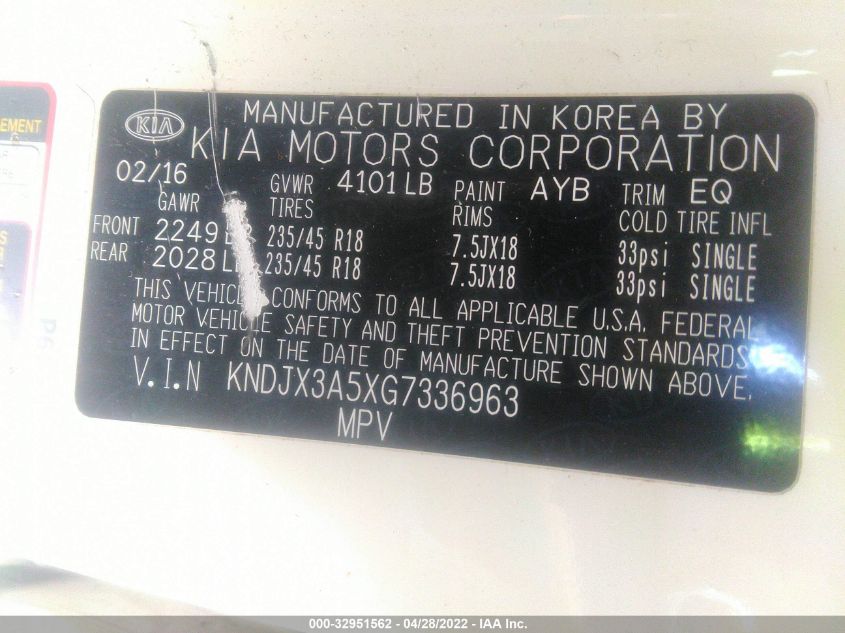 EMENT
KIA
MANUFACTURED IN KOREA BY
KIA MOTORS CORPORATION
02/16 GVWR 4101LB PAINT AYB TRIM EQ
GAWR TIRES RIMS COLD TIRE INFL
FRONT 2249 235/45 R18 7.5JX18 33psi SINGLE
REAR 2028 235/45 R18 7.5JX18 33psi SINGLE
THIS VEHICLE CONFORMS TO ALL APPLICABLE U.S.A. FEDERAL
MOTOR VEHICLE SAFETY AND THEFT PREVENTION STANDARDS
IN EFFECT ON THE DATE OF MANUFACTURE SHOWN ABOVE.
V.I.N KNDJX3A5XG7336963
MPV
000-32951562 - 04/28/2022 - IAA Inc.